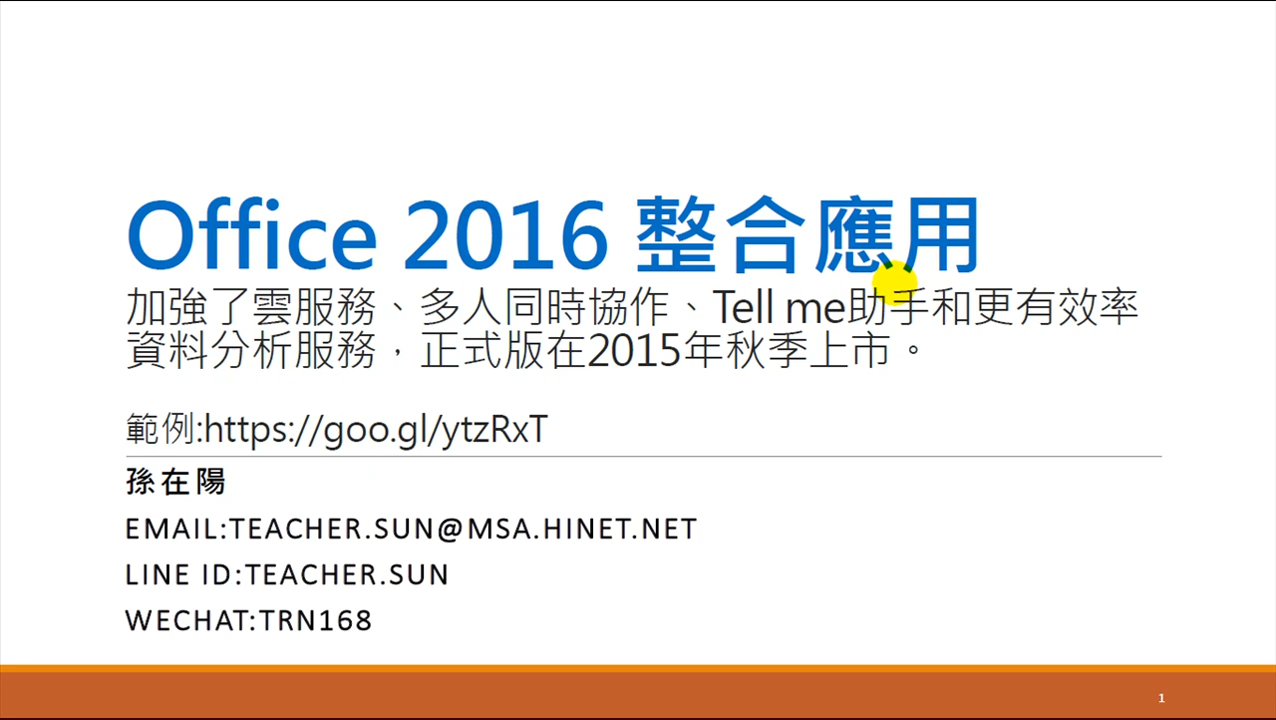 Office 2016 整合應用
加強了雲服務、多人同時協作、Tell me助手和更有效率
資料分析服務，正式版在2015年秋季上市。
範例:https://goo.gl/ytzRxT
孫在陽
EMAIL:TEACHER.SUN@MSA.HINET.NET
LINE ID:TEACHER.SUN
WECHAT:TRN168
1